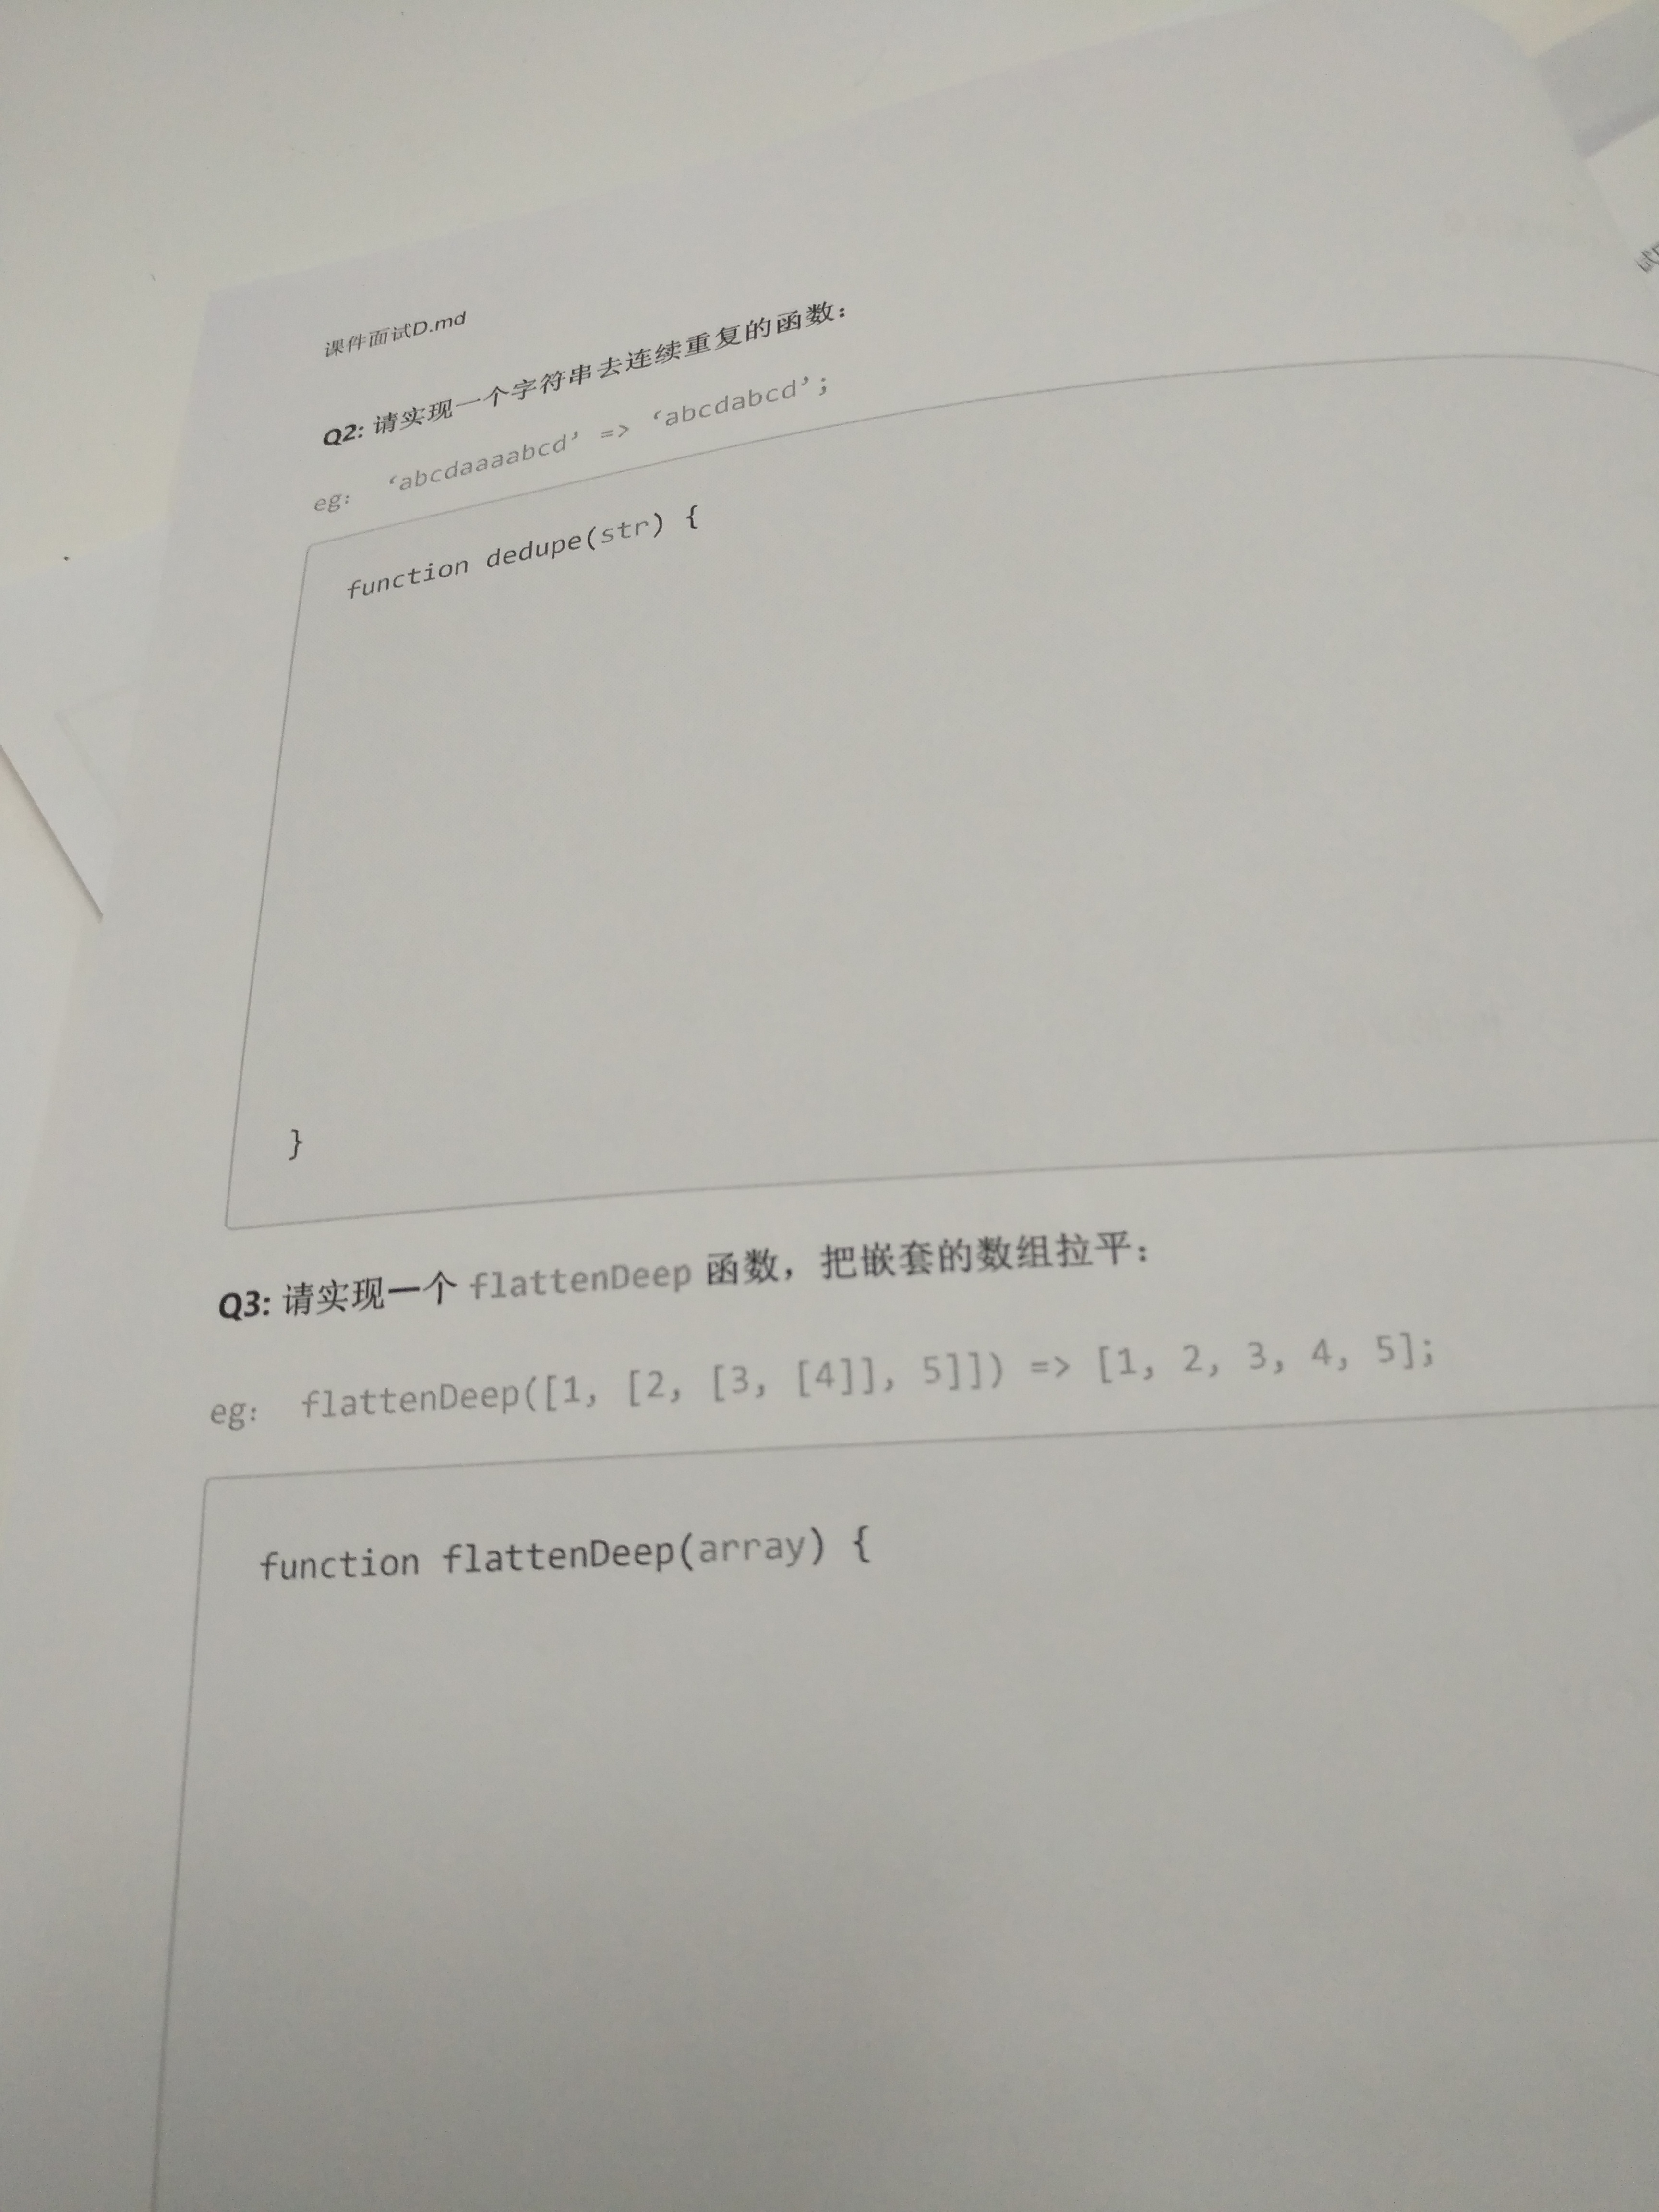 课件面试D.md
Q2: 请实现一个字符串去连续重复的函数：
eg： ‘abcdaaaabcd’ => ‘abcdabcd’;
function dedupe(str) {
}
Q3: 请实现一个 flattenDeep 函数，把嵌套的数组拉平：
eg： flattenDeep([1, [2, [3, [4]], 5]]) => [1, 2, 3, 4, 5];
function flattenDeep(array) {